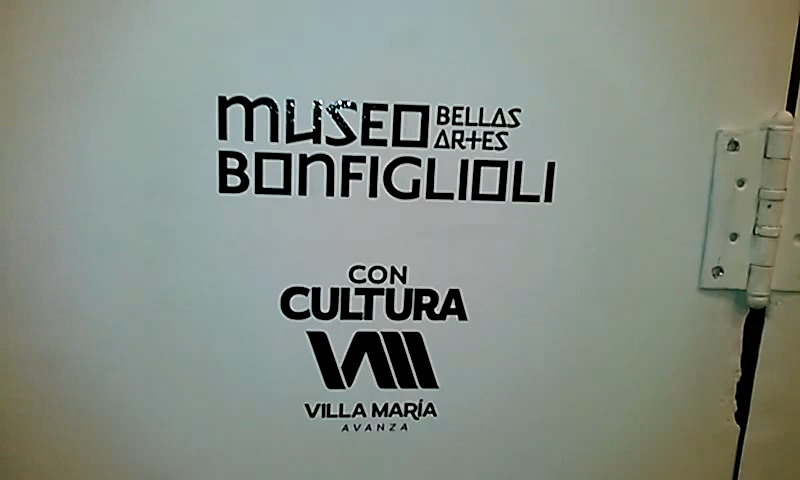 MUSEO BELLAS ARTES
BONFIGLIOLI
CON
CULTURA
VILLA MARÍA
AVANZA